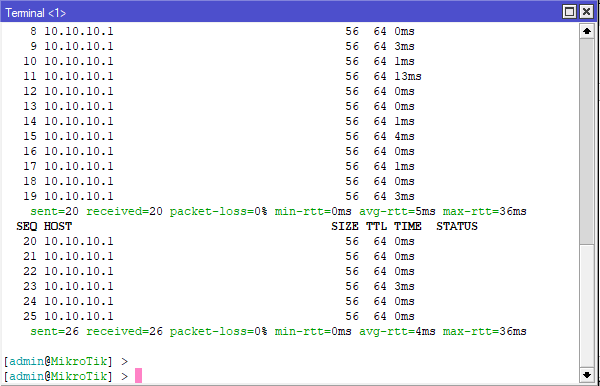 Terminal <1>
8 10.10.10.1 56 64 0ms
9 10.10.10.1 56 64 3ms
10 10.10.10.1 56 64 1ms
11 10.10.10.1 56 64 13ms
12 10.10.10.1 56 64 0ms
13 10.10.10.1 56 64 0ms
14 10.10.10.1 56 64 1ms
15 10.10.10.1 56 64 4ms
16 10.10.10.1 56 64 0ms
17 10.10.10.1 56 64 1ms
18 10.10.10.1 56 64 0ms
19 10.10.10.1 56 64 3ms
sent=20 received=20 packet-loss=0% min-rtt=0ms avg-rtt=5ms max-rtt=36ms
SEQ HOST SIZE TTL TIME STATUS
20 10.10.10.1 56 64 0ms
21 10.10.10.1 56 64 0ms
22 10.10.10.1 56 64 0ms
23 10.10.10.1 56 64 3ms
24 10.10.10.1 56 64 0ms
25 10.10.10.1 56 64 0ms
sent=26 received=26 packet-loss=0% min-rtt=0ms avg-rtt=4ms max-rtt=36ms
[admin@MikroTik] >
[admin@MikroTik] >